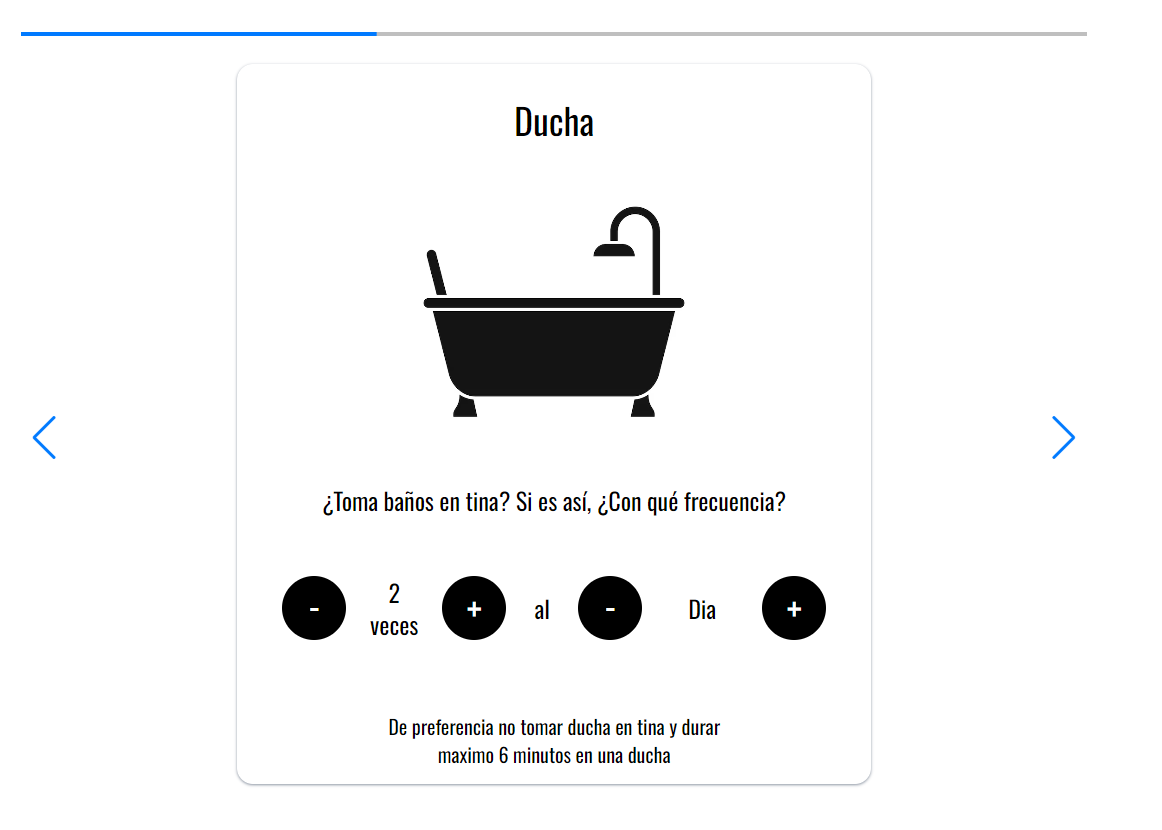 Ducha
¿Toma baños en tina? Si es así, ¿Con qué frecuencia?
- 2 veces + al - Dia +
De preferencia no tomar ducha en tina y durar
maximo 6 minutos en una ducha